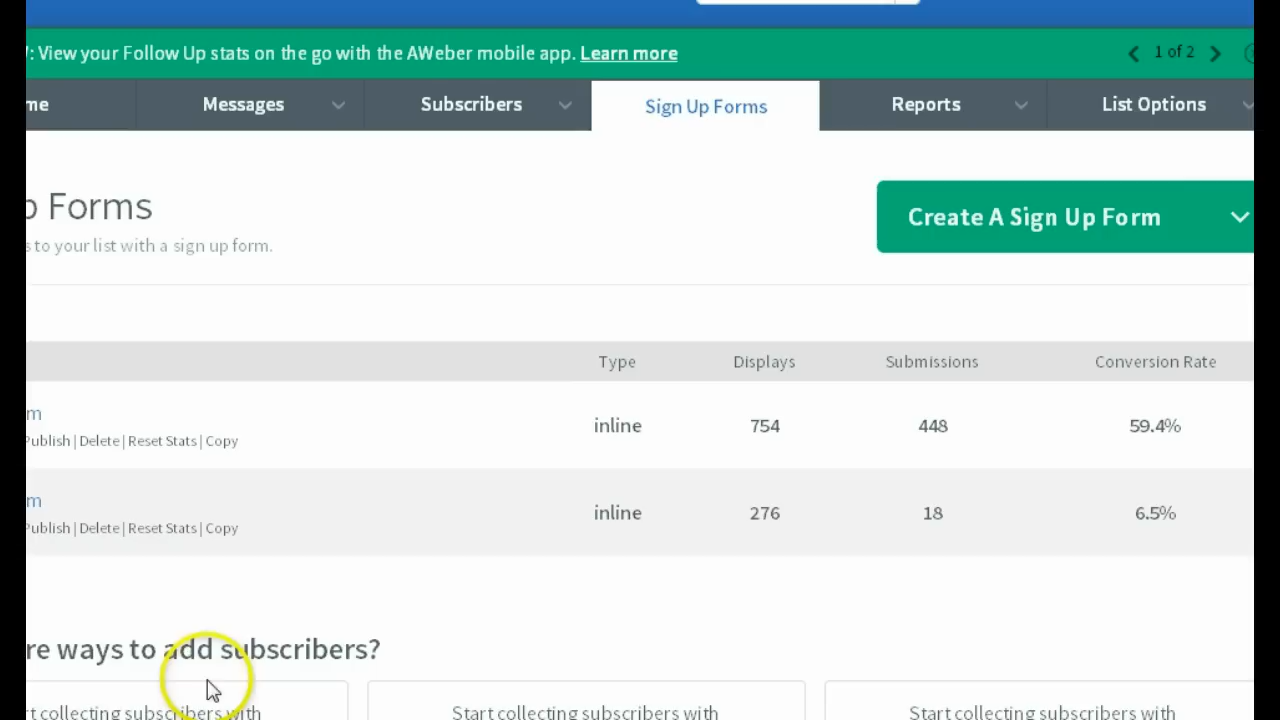 : View your Follow Up stats on the go with the AWeber mobile app. Learn more
1 of 2
me Messages Subscribers Sign Up Forms Reports List Options
p Forms
s to your list with a sign up form.
Create A Sign Up Form
Type Displays Submissions Conversion Rate
m
Publish | Delete | Reset Stats | Copy
inline 754 448 59.4%
m
Publish | Delete | Reset Stats | Copy
inline 276 18 6.5%
re ways to add subscribers?
rt collecting subscribers with
Start collecting subscribers with
Start collecting subscribers with